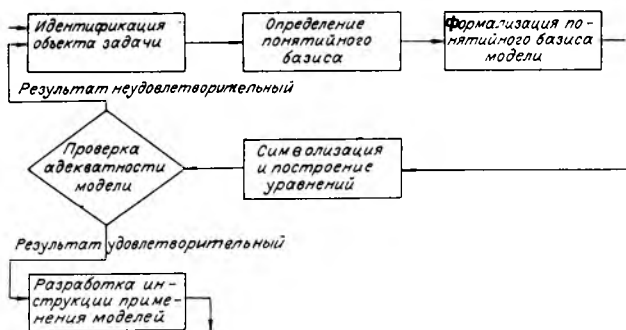 Идентификация
объекта задачи
Определение
понятийного
базиса
Формализация по-
нятийного базиса
модели
Результат неудовлетворительный
Проверка
адекватности
модели
Символизация
и построение
уравнений
Результат удовлетворительный
Разработка ин-
струкции приме-
нения моделей